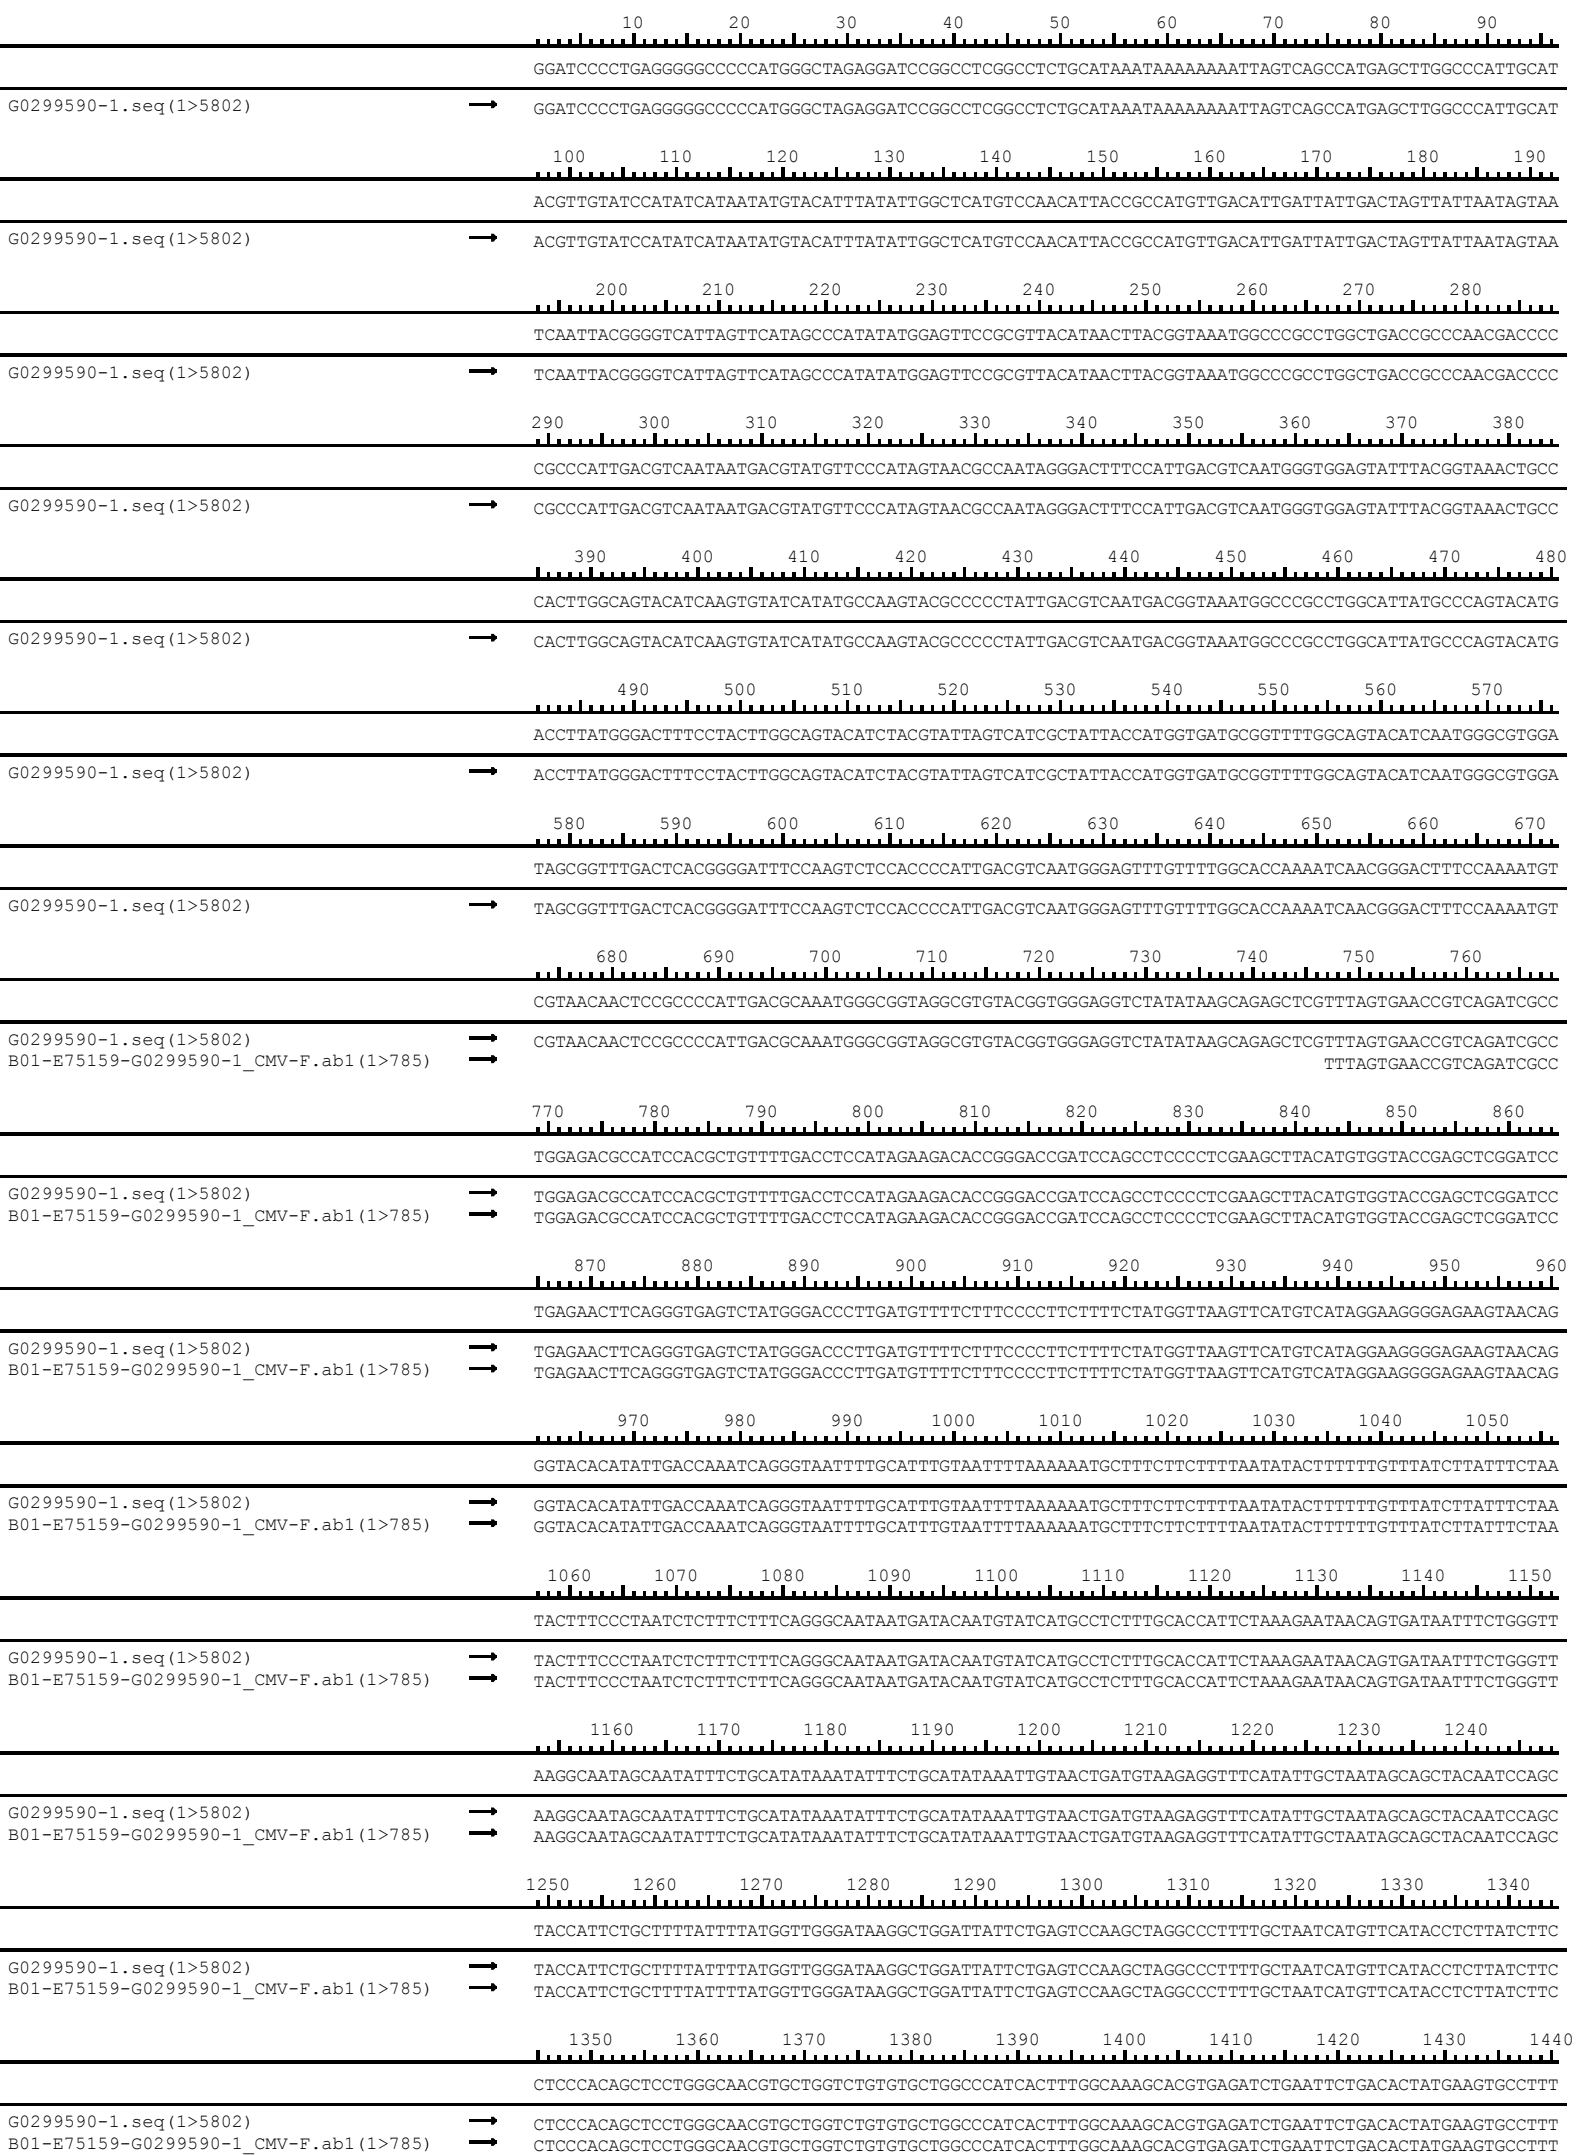 10 20 30 40 50 60 70 80 90
GGATCCCCTGAGGGGGCCCCCATGGGCTAGAGGATCCGGCCTCGGCCTCTGCATAAATAAAAAAAATTAGTCAGCCATGAGCTTGGCCCATTGCAT
G0299590-1.seq(1>5802) → GGATCCCCTGAGGGGGCCCCCATGGGCTAGAGGATCCGGCCTCGGCCTCTGCATAAATAAAAAAAATTAGTCAGCCATGAGCTTGGCCCATTGCAT
100 110 120 130 140 150 160 170 180 190
ACGTTGTATCCATATCATAATATGTACATTTATATTGGCTCATGTCCAACATTACCGCCATGTTGACATTGATTATTGACTAGTTATTAATAGTAA
G0299590-1.seq(1>5802) → ACGTTGTATCCATATCATAATATGTACATTTATATTGGCTCATGTCCAACATTACCGCCATGTTGACATTGATTATTGACTAGTTATTAATAGTAA
200 210 220 230 240 250 260 270 280
TCAATTACGGGGTCATTAGTTCATAGCCCATATATGGAGTTCCGCGTTACATAACTTACGGTAAATGGCCCGCCTGGCTGACCGCCCAACGACCCC
G0299590-1.seq(1>5802) → TCAATTACGGGGTCATTAGTTCATAGCCCATATATGGAGTTCCGCGTTACATAACTTACGGTAAATGGCCCGCCTGGCTGACCGCCCAACGACCCC
290 300 310 320 330 340 350 360 370 380
CGCCCATTGACGTCAATAATGACGTATGTTCCCATAGTAACGCCAATAGGGACTTTCCATTGACGTCAATGGGTGGAGTATTTACGGTAAACTGCC
G0299590-1.seq(1>5802) → CGCCCATTGACGTCAATAATGACGTATGTTCCCATAGTAACGCCAATAGGGACTTTCCATTGACGTCAATGGGTGGAGTATTTACGGTAAACTGCC
390 400 410 420 430 440 450 460 470 480
CACTTGGCAGTACATCAAGTGTATCATATGCCAAGTACGCCCCCTATTGACGTCAATGACGGTAAATGGCCCGCCTGGCATTATGCCCAGTACATG
G0299590-1.seq(1>5802) → CACTTGGCAGTACATCAAGTGTATCATATGCCAAGTACGCCCCCTATTGACGTCAATGACGGTAAATGGCCCGCCTGGCATTATGCCCAGTACATG
490 500 510 520 530 540 550 560 570
ACCTTATGGGACTTTCCTACTTGGCAGTACATCTACGTATTAGTCATCGCTATTACCATGGTGATGCGGTTTTGGCAGTACATCAATGGGCGTGGA
G0299590-1.seq(1>5802) → ACCTTATGGGACTTTCCTACTTGGCAGTACATCTACGTATTAGTCATCGCTATTACCATGGTGATGCGGTTTTGGCAGTACATCAATGGGCGTGGA
580 590 600 610 620 630 640 650 660 670
TAGCGGTTTGACTCACGGGGATTTCCAAGTCTCCACCCCATTGACGTCAATGGGAGTTTGTTTTGGCACCAAAATCAACGGGACTTTCCAAAATGT
G0299590-1.seq(1>5802) → TAGCGGTTTGACTCACGGGGATTTCCAAGTCTCCACCCCATTGACGTCAATGGGAGTTTGTTTTGGCACCAAAATCAACGGGACTTTCCAAAATGT
680 690 700 710 720 730 740 750 760
CGTAACAACTCCGCCCCATTGACGCAAATGGGCGGTAGGCGTGTACGGTGGGAGGTCTATATAAGCAGAGCTCGTTTAGTGAACCGTCAGATCGCC
G0299590-1.seq(1>5802) → CGTAACAACTCCGCCCCATTGACGCAAATGGGCGGTAGGCGTGTACGGTGGGAGGTCTATATAAGCAGAGCTCGTTTAGTGAACCGTCAGATCGCC
B01-E75159-G0299590-1_CMV-F.ab1(1>785) → TTTAGTGAACCGTCAGATCGCC
770 780 790 800 810 820 830 840 850 860
TGGAGACGCCATCCACGCTGTTTTGACCTCCATAGAAGACACCGGGACCGATCCAGCCTCCCCTCGAAGCTTACATGTGGTACCGAGCTCGGATCC
G0299590-1.seq(1>5802) → TGGAGACGCCATCCACGCTGTTTTGACCTCCATAGAAGACACCGGGACCGATCCAGCCTCCCCTCGAAGCTTACATGTGGTACCGAGCTCGGATCC
B01-E75159-G0299590-1_CMV-F.ab1(1>785) → TGGAGACGCCATCCACGCTGTTTTGACCTCCATAGAAGACACCGGGACCGATCCAGCCTCCCCTCGAAGCTTACATGTGGTACCGAGCTCGGATCC
870 880 890 900 910 920 930 940 950 960
TGAGAACTTCAGGGTGAGTCTATGGGACCCTTGATGTTTTCTTTCCCCTTCTTTTCTATGGTTAAGTTCATGTCATAGGAAGGGGAGAAGTAACAG
G0299590-1.seq(1>5802) → TGAGAACTTCAGGGTGAGTCTATGGGACCCTTGATGTTTTCTTTCCCCTTCTTTTCTATGGTTAAGTTCATGTCATAGGAAGGGGAGAAGTAACAG
B01-E75159-G0299590-1_CMV-F.ab1(1>785) → TGAGAACTTCAGGGTGAGTCTATGGGACCCTTGATGTTTTCTTTCCCCTTCTTTTCTATGGTTAAGTTCATGTCATAGGAAGGGGAGAAGTAACAG
970 980 990 1000 1010 1020 1030 1040 1050
GGTACACATATTGACCAAATCAGGGTAATTTTGCATTTGTAATTTTAAAAAATGCTTTCTTCTTTTAATATACTTTTTTGTTTATCTTATTTCTAA
G0299590-1.seq(1>5802) → GGTACACATATTGACCAAATCAGGGTAATTTTGCATTTGTAATTTTAAAAAATGCTTTCTTCTTTTAATATACTTTTTTGTTTATCTTATTTCTAA
B01-E75159-G0299590-1_CMV-F.ab1(1>785) → GGTACACATATTGACCAAATCAGGGTAATTTTGCATTTGTAATTTTAAAAAATGCTTTCTTCTTTTAATATACTTTTTTGTTTATCTTATTTCTAA
1060 1070 1080 1090 1100 1110 1120 1130 1140 1150
TACTTTCCCTAATCTCTTTCTTTCAGGGCAATAATGATACAATGTATCATGCCTCTTTGCACCATTCTAAAGAATAACAGTGATAATTTCTGGGTT
G0299590-1.seq(1>5802) → TACTTTCCCTAATCTCTTTCTTTCAGGGCAATAATGATACAATGTATCATGCCTCTTTGCACCATTCTAAAGAATAACAGTGATAATTTCTGGGTT
B01-E75159-G0299590-1_CMV-F.ab1(1>785) → TACTTTCCCTAATCTCTTTCTTTCAGGGCAATAATGATACAATGTATCATGCCTCTTTGCACCATTCTAAAGAATAACAGTGATAATTTCTGGGTT
1160 1170 1180 1190 1200 1210 1220 1230 1240
AAGGCAATAGCAATATTTCTGCATATAAATATTTCTGCATATAAATTGTAACTGATGTAAGAGGTTTCATATTGCTAATAGCAGCTACAATCCAGC
G0299590-1.seq(1>5802) → AAGGCAATAGCAATATTTCTGCATATAAATATTTCTGCATATAAATTGTAACTGATGTAAGAGGTTTCATATTGCTAATAGCAGCTACAATCCAGC
B01-E75159-G0299590-1_CMV-F.ab1(1>785) → AAGGCAATAGCAATATTTCTGCATATAAATATTTCTGCATATAAATTGTAACTGATGTAAGAGGTTTCATATTGCTAATAGCAGCTACAATCCAGC
1250 1260 1270 1280 1290 1300 1310 1320 1330 1340
TACCATTCTGCTTTTATTTTATGGTTGGGATAAGGCTGGATTATTCTGAGTCCAAGCTAGGCCCTTTTGCTAATCATGTTCATACCTCTTATCTTC
G0299590-1.seq(1>5802) → TACCATTCTGCTTTTATTTTATGGTTGGGATAAGGCTGGATTATTCTGAGTCCAAGCTAGGCCCTTTTGCTAATCATGTTCATACCTCTTATCTTC
B01-E75159-G0299590-1_CMV-F.ab1(1>785) → TACCATTCTGCTTTTATTTTATGGTTGGGATAAGGCTGGATTATTCTGAGTCCAAGCTAGGCCCTTTTGCTAATCATGTTCATACCTCTTATCTTC
1350 1360 1370 1380 1390 1400 1410 1420 1430 1440
CTCCCACAGCTCCTGGGCAACGTGCTGGTCTGTGTGCTGGCCCATCACTTTGGCAAAGCACGTGAGATCTGAATTCTGACACTATGAAGTGCCTTT
G0299590-1.seq(1>5802) → CTCCCACAGCTCCTGGGCAACGTGCTGGTCTGTGTGCTGGCCCATCACTTTGGCAAAGCACGTGAGATCTGAATTCTGACACTATGAAGTGCCTTT
B01-E75159-G0299590-1_CMV-F.ab1(1>785) → CTCCCACAGCTCCTGGGCAACGTGCTGGTCTGTGTGCTGGCCCATCACTTTGGCAAAGCACGTGAGATCTGAATTCTGACACTATGAAGTGCCTTT